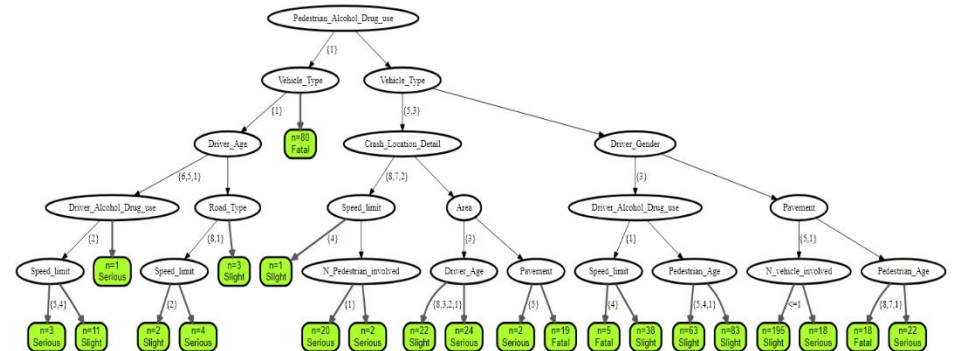 Pedestrian_Alcohol_Drug_use
{1}
Vehicle_Type
Vehicle_Type
{1}
{5,3}
n=80
Fatal
Driver_Age
Crash_Location_Detail
Driver_Gender
{6,5,1}
{8,7,2}
{3}
Driver_Alcohol_Drug_use
Road_Type
Speed_limit
Area
Driver_Alcohol_Drug_use
Pavement
{2}
{8,1}
{4}
{3}
{1}
{5,1}
Speed_limit
n=1
Serious
Speed_limit
n=3
Slight
n=1
Slight
N_Pedestrian_involved
Driver_Age
Pavement
Speed_limit
Pedestrian_Age
N_vehicle_involved
Pedestrian_Age
{5,4}
{2}
{1}
{8,3,2,1}
{5}
{4}
{5,4,1}
<=1
{8,7,1}
n=3
Serious
n=11
Slight
n=2
Slight
n=4
Serious
n=20
Serious
n=2
Serious
n=22
Slight
n=24
Serious
n=2
Serious
n=19
Fatal
n=5
Fatal
n=38
Slight
n=63
Slight
n=83
Slight
n=195
Slight
n=18
Serious
n=18
Fatal
n=22
Serious